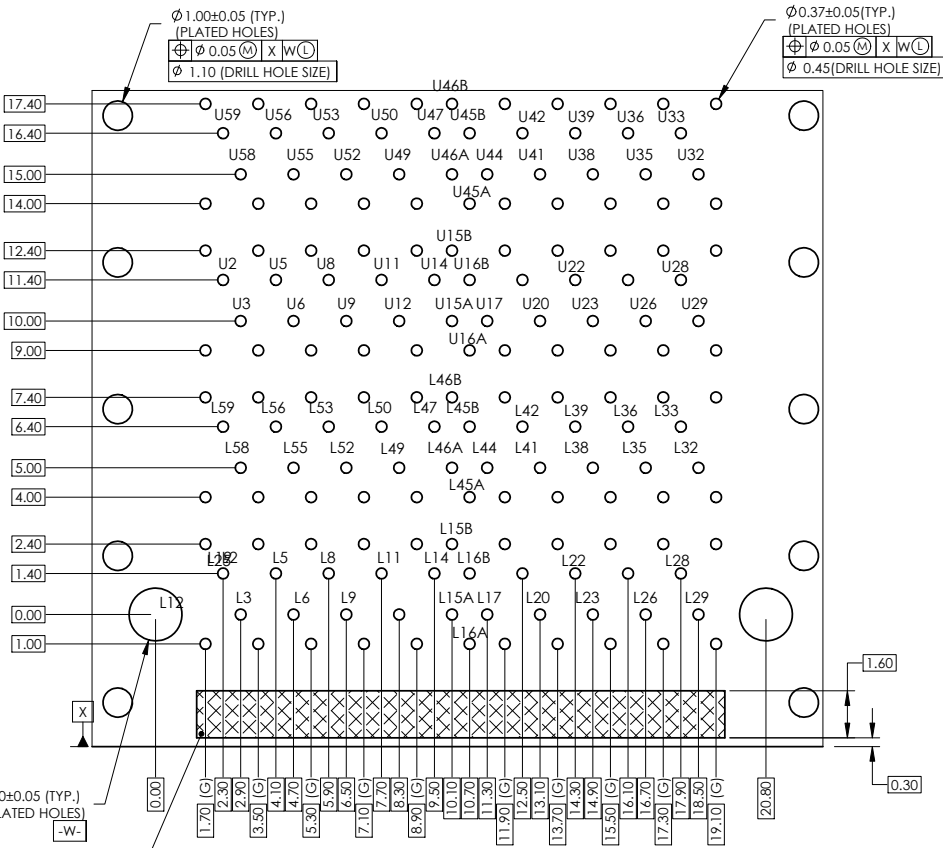 Ø1.00±0.05 (TYP.)
(PLATED HOLES)
⌖ Ø 0.05 Ⓜ X W Ⓛ
Ø 1.10 (DRILL HOLE SIZE)
Ø0.37±0.05(TYP.)
(PLATED HOLES)
⌖ Ø 0.05 Ⓜ X W Ⓛ
Ø 0.45(DRILL HOLE SIZE)
U46B
17.40
U59 U56 U53 U50 U47 U45B U42 U39 U36 U33
16.40
U58 U55 U52 U49 U46A U44 U41 U38 U35 U32
15.00
U45A
14.00
U15B
12.40
U2 U5 U8 U11 U14 U16B U22 U28
11.40
U3 U6 U9 U12 U15A U17 U20 U23 U26 U29
10.00
U16A
9.00
L46B
7.40
L59 L56 L53 L50 L47 L45B L42 L39 L36 L33
6.40
L58 L55 L52 L49 L46A L44 L41 L38 L35 L32
5.00
L45A
4.00
L15B
2.40
L5 L8 L11 L14 L16B L22 L28
1.40
L12 L3 L6 L9 L15A L17 L20 L23 L26 L29
0.00
L16A
1.00
1.60
X
0.30
0±0.05 (TYP.)
ATED HOLES)
-W-
0.00
1.70 (G)
2.30
2.90
3.50 (G)
4.10
4.70
5.30 (G)
5.90
6.50
7.10 (G)
7.70
8.30
8.90 (G)
9.50
10.10
10.70
11.30
11.90 (G)
12.50
13.10
13.70 (G)
14.30
14.90
15.50 (G)
16.10
16.70
17.30 (G)
17.90
18.50
19.10 (G)
20.80